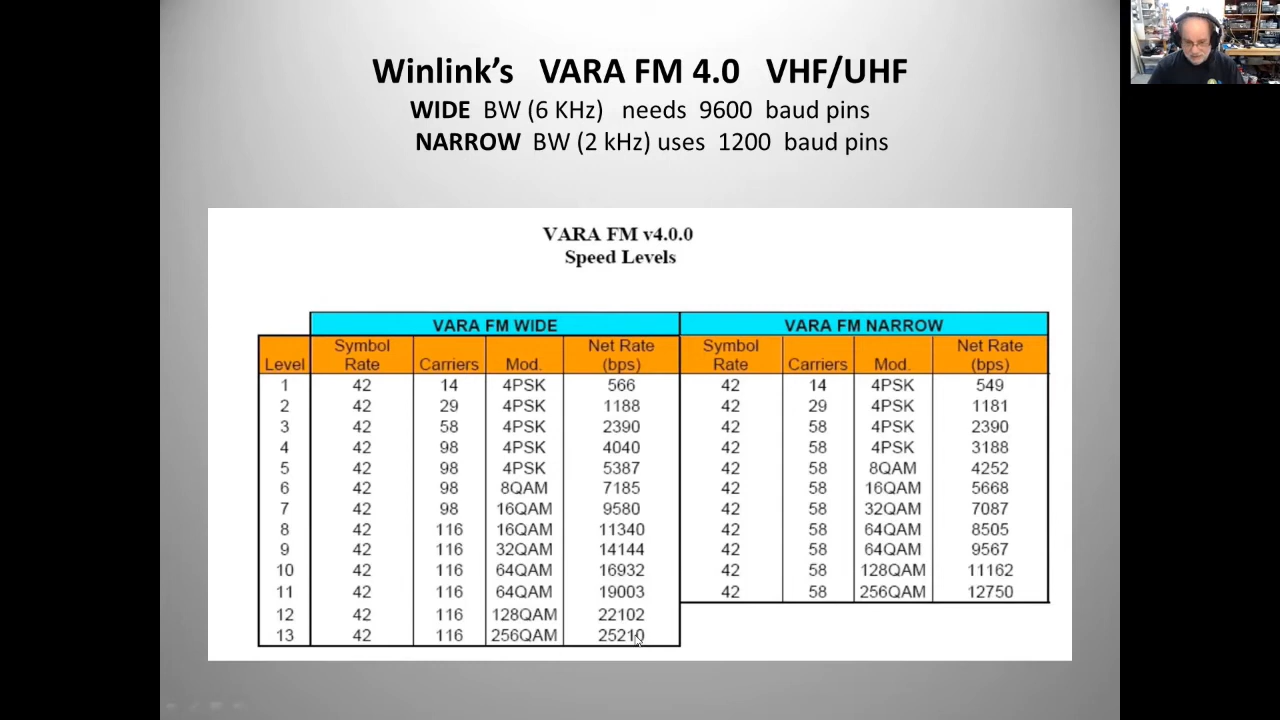 Winlink's VARA FM 4.0 VHF/UHF
WIDE BW (6 KHz) needs 9600 baud pins
NARROW BW (2 kHz) uses 1200 baud pins
VARA FM v4.0.0
Speed Levels
VARA FM WIDE VARA FM NARROW
Level Symbol Rate Carriers Mod. Net Rate (bps) Symbol Rate Carriers Mod. Net Rate (bps)
1 42 14 4PSK 566 42 14 4PSK 549
2 42 29 4PSK 1188 42 29 4PSK 1181
3 42 58 4PSK 2390 42 58 4PSK 2390
4 42 98 4PSK 4040 42 58 4PSK 3188
5 42 98 4PSK 5387 42 58 8QAM 4252
6 42 98 8QAM 7185 42 58 16QAM 5668
7 42 98 16QAM 9580 42 58 32QAM 7087
8 42 116 16QAM 11340 42 58 64QAM 8505
9 42 116 32QAM 14144 42 58 64QAM 9567
10 42 116 64QAM 16932 42 58 128QAM 11162
11 42 116 64QAM 19003 42 58 256QAM 12750
12 42 116 128QAM 22102
13 42 116 256QAM 25210